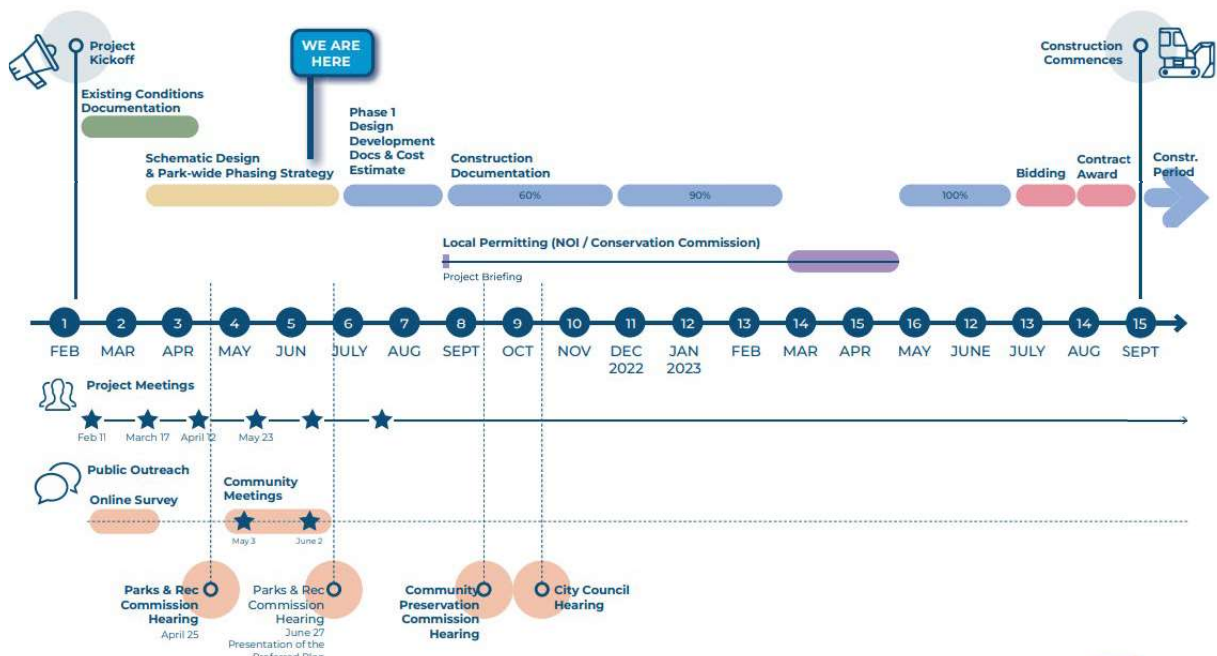 Project
Kickoff
WE ARE
HERE
Construction
Commences
Existing Conditions
Documentation
Phase 1
Design
Development
Docs & Cost
Estimate
Schematic Design
& Park-wide Phasing Strategy
Construction
Documentation
60%
90%
100%
Bidding
Contract
Award
Constr.
Period
Local Permitting (NOI / Conservation Commission)
Project Briefing
1 2 3 4 5 6 7 8 9 10 11 12 13 14 15 16 12 13 14 15
FEB MAR APR MAY JUN JULY AUG SEPT OCT NOV DEC JAN FEB MAR APR MAY JUNE JULY AUG SEPT
2022 2023
Project Meetings
Feb 11 March 17 April 12 May 23
Public Outreach
Online Survey
Community
Meetings
May 3 June 2
Parks & Rec
Commission
Hearing
April 25
Parks & Rec
Commission
Hearing
June 27
Presentation of the
Preferred Plan
Community
Preservation
Commission
Hearing
City Council
Hearing